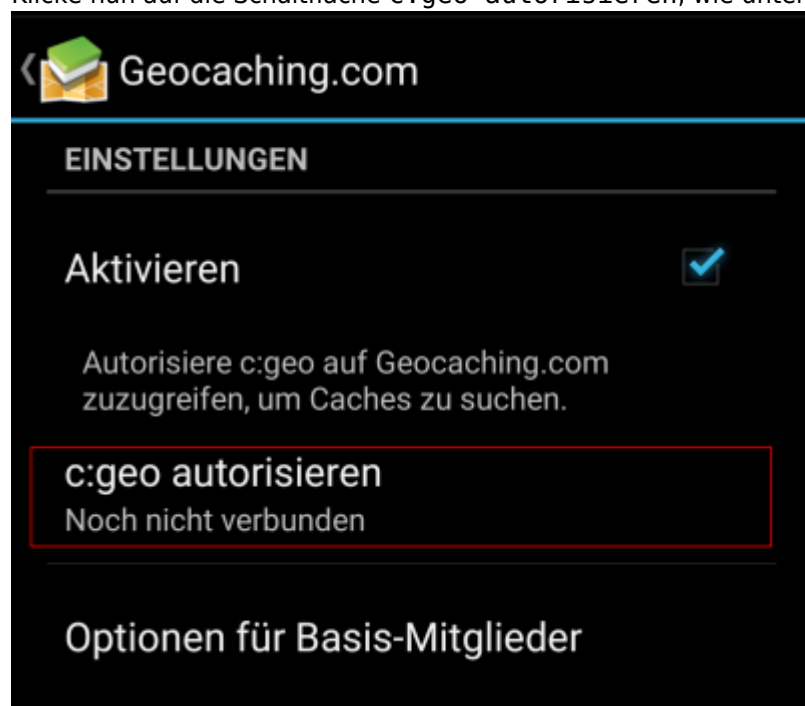 Klicke nun auf die Schaltfläche c:geo autorisieren, wie unten
Geocaching.com
EINSTELLUNGEN
Aktivieren
Autorisiere c:geo auf Geocaching.com
zuzugreifen, um Caches zu suchen.
c:geo autorisieren
Noch nicht verbunden
Optionen für Basis-Mitglieder